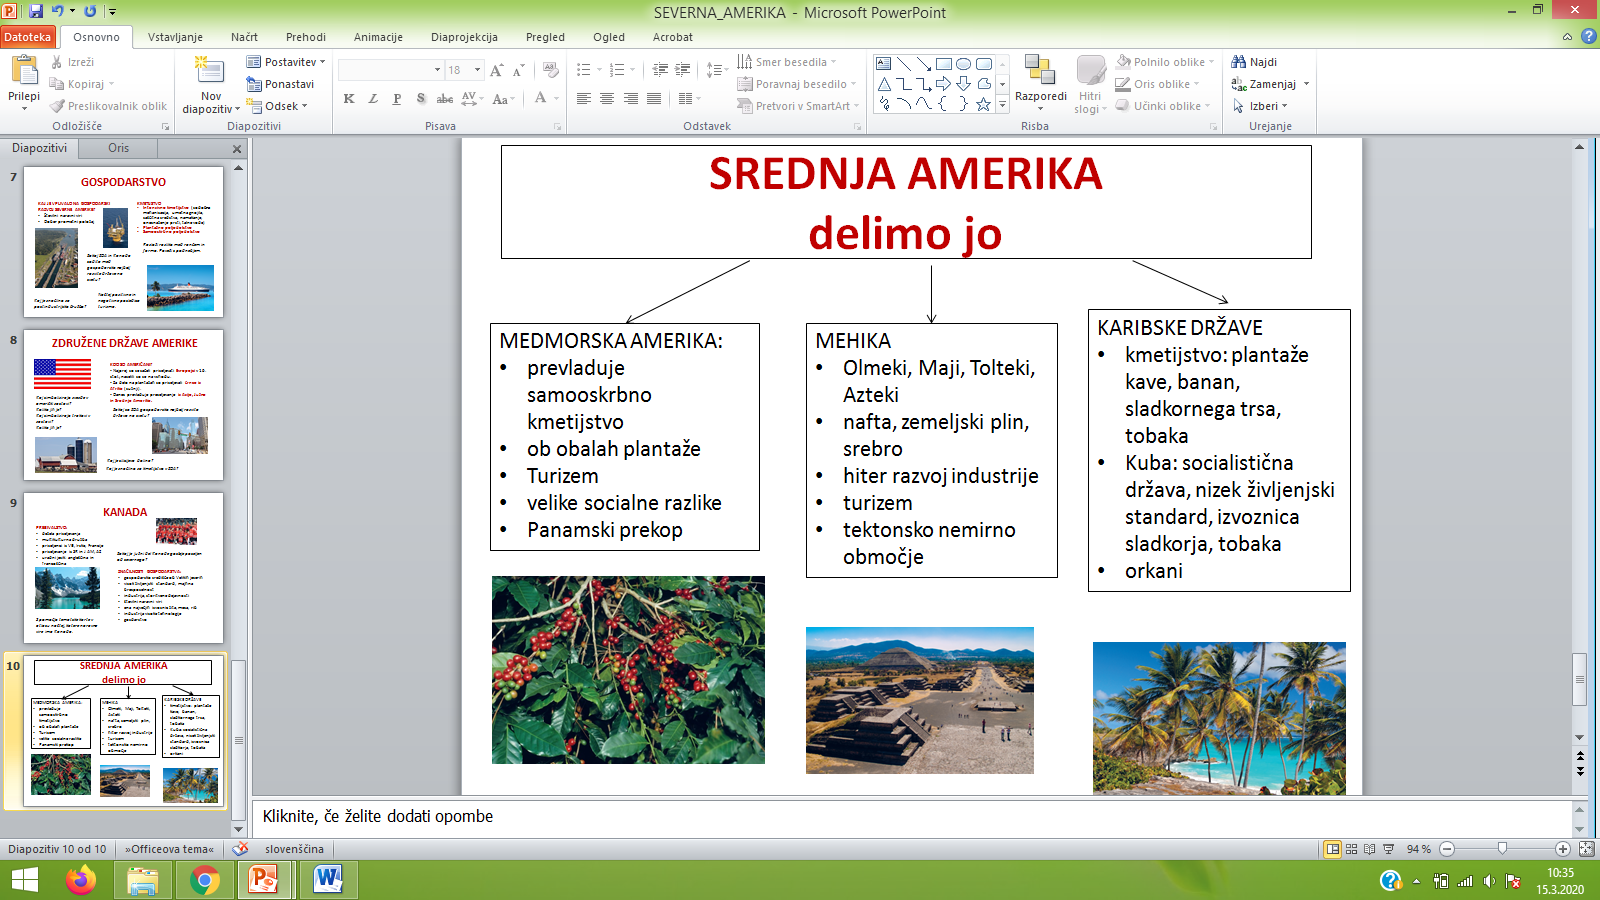 SEVERNA_AMERIKA - Microsoft PowerPoint
Datoteka Osnovno Vstavljanje Načrt Prehodi Animacije Diaprojekcija Pregled Ogled Acrobat
Prilepi
Izreži
Kopiraj
Preslikovalnik oblik
Odložišče
Nov
diapozitiv
Postavitev
Ponastavi
Odsek
Diapozitivi
18
K L P S abc AV Aa A
Pisava
Smer besedila
Poravnaj besedilo
Pretvori v SmartArt
Odstavek
Razporedi
Hitri
slogi
Polnilo oblike
Oris oblike
Učinki oblike
Risba
Najdi
Zamenjaj
Izberi
Urejanje
Diapozitivi Oris
7
GOSPODARSTVO
8
ZDRUŽENE DRŽAVE AMERIKE
9
KANADA
10
SREDNJA AMERIKA
delimo jo
SREDNJA AMERIKA
delimo jo
MEDMORSKA AMERIKA:
• prevladuje
samooskrbno
kmetijstvo
• ob obalah plantaže
• Turizem
• velike socialne razlike
• Panamski prekop
MEHIKA
• Olmeki, Maji, Tolteki,
Azteki
• nafta, zemeljski plin,
srebro
• hiter razvoj industrije
• turizem
• tektonsko nemirno
območje
KARIBSKE DRŽAVE
• kmetijstvo: plantaže
kave, banan,
sladkornega trsa,
tobaka
• Kuba: socialistična
država, nizek življenjski
standard, izvoznica
sladkorja, tobaka
• orkani
Kliknite, če želite dodati opombe
Diapozitiv 10 od 10 »Officeova tema« slovenščina
94 %
10:35
15.3.2020